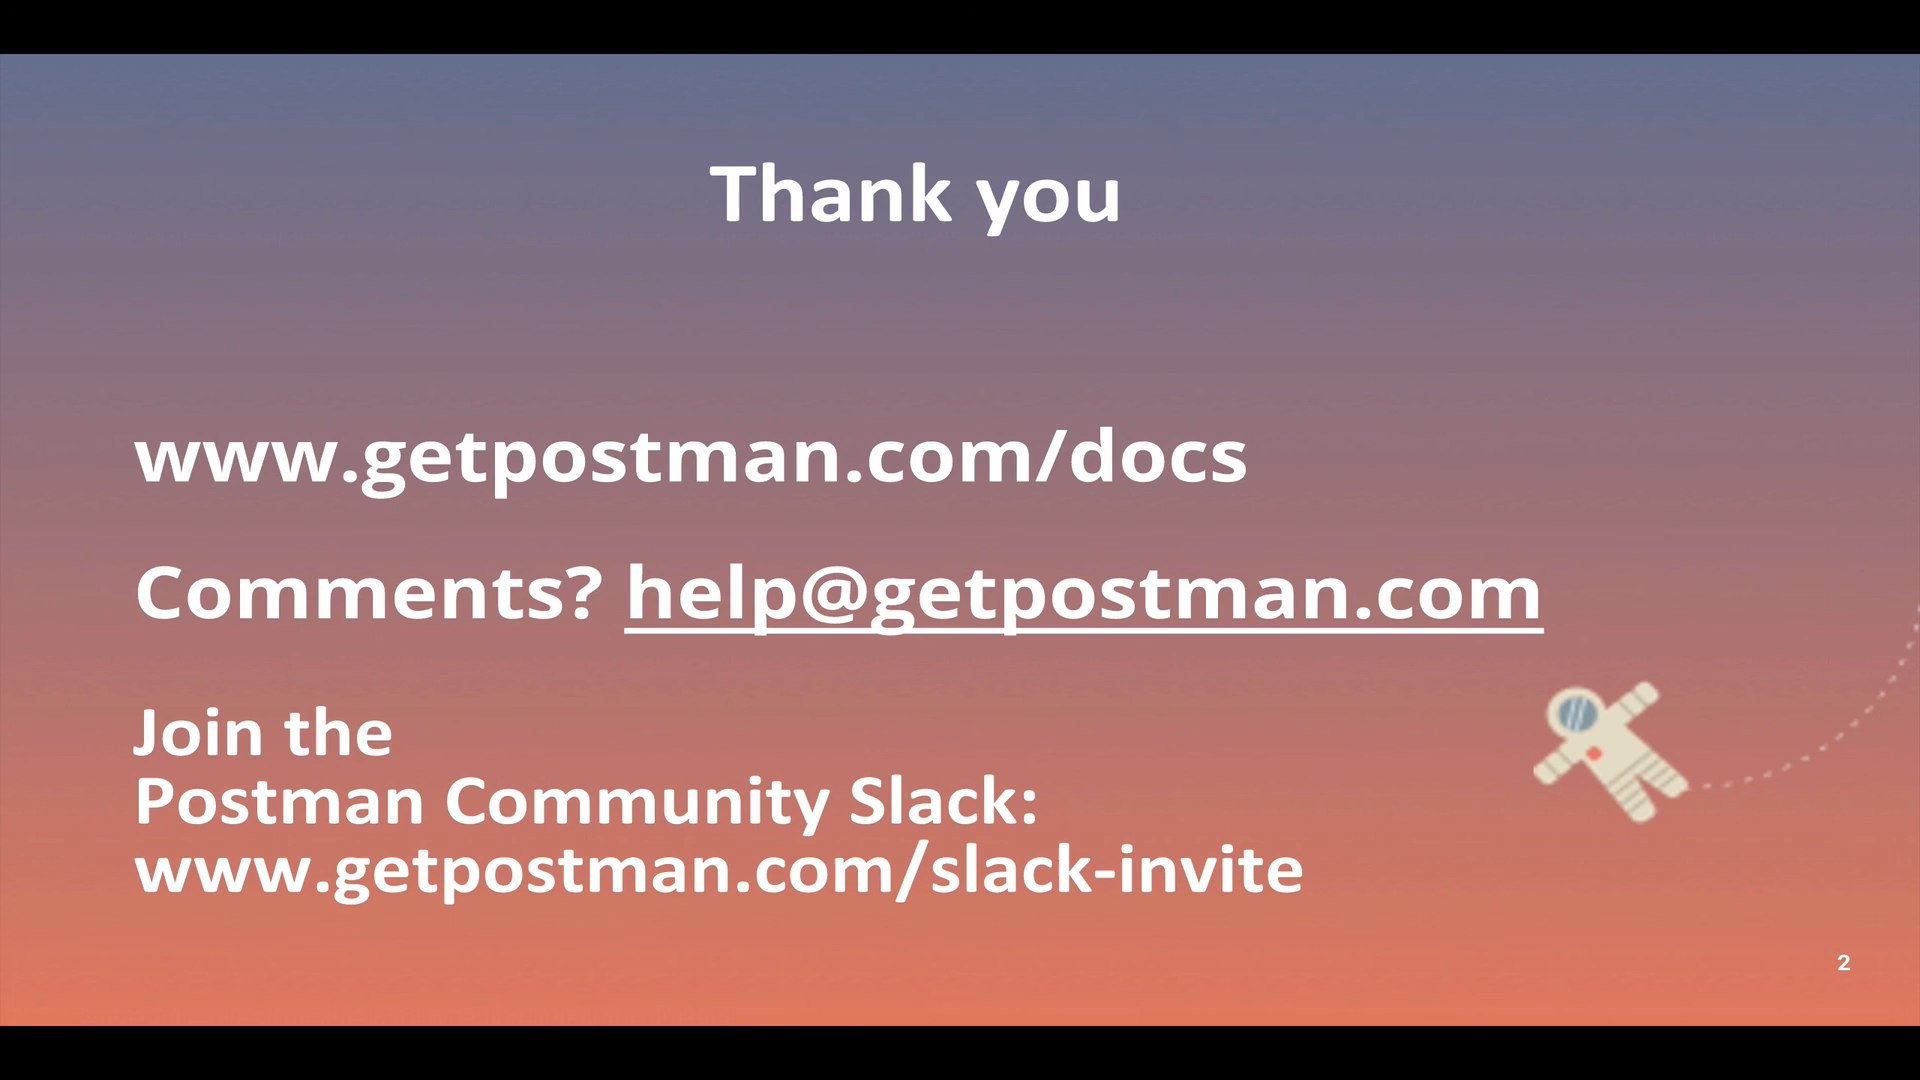 Thank you
www.getpostman.com/docs
Comments? help@getpostman.com
Join the
Postman Community Slack:
www.getpostman.com/slack-invite
2